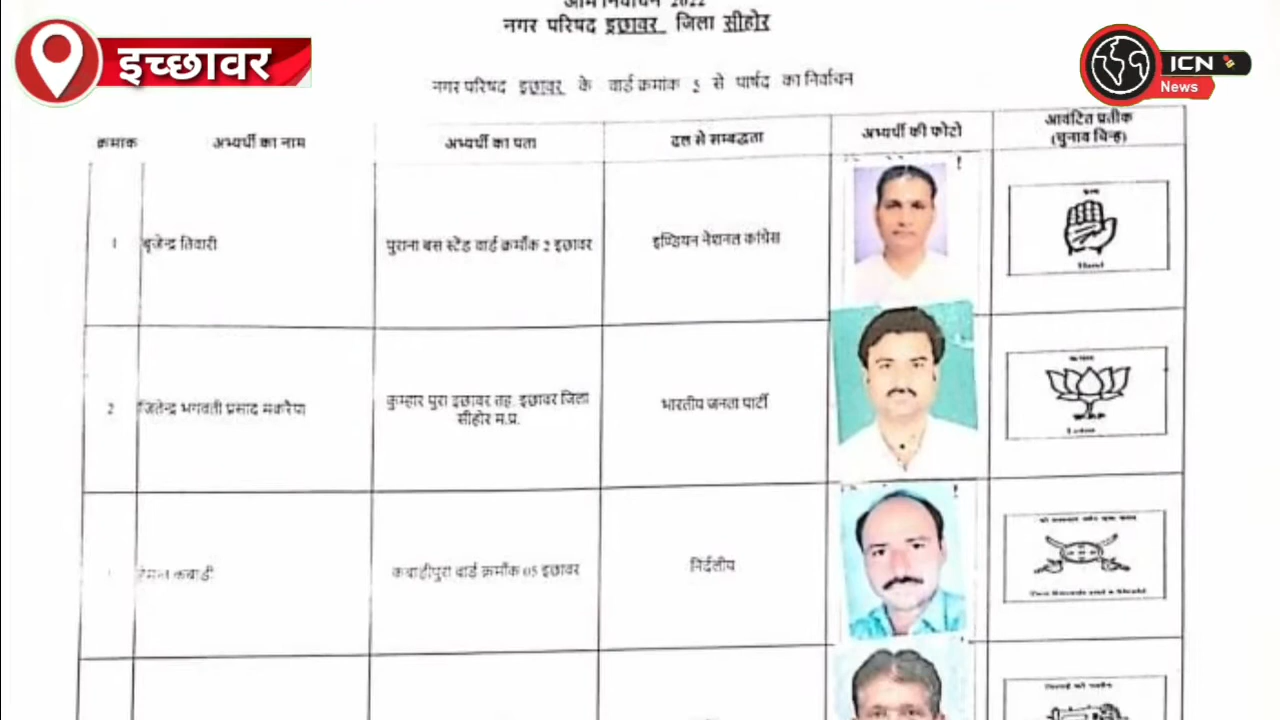 आम निर्वाचन 2022
नगर परिषद इछावर जिला सीहोर
इच्छावर
ICN
News
नगर परिषद इछावर के वार्ड क्रमांक 5 से पार्षद का निर्वाचन
क्रमांक अभ्यर्थी का नाम अभ्यर्थी का पता दल से सम्बद्धता अभ्यर्थी की फोटो आवंटित प्रतीक
(चुनाव चिन्ह)
1 बृजेन्द्र तिवारी पुराना बस स्टेंड वार्ड क्रमाँक 2 इछावर इण्डियन नेशनल कांग्रेस
Hand
2 जितेन्द्र भगवती प्रसाद मकरैया कुम्हार पुरा इछावर तह. इछावर जिला भारतीय जनता पार्टी
सीहोर म.प्र.
कमल
Lotus
कबाडी कबाडीपुरा वार्ड क्रमाँक 05 इछावर निर्दलीय
Two Swords and a Shield